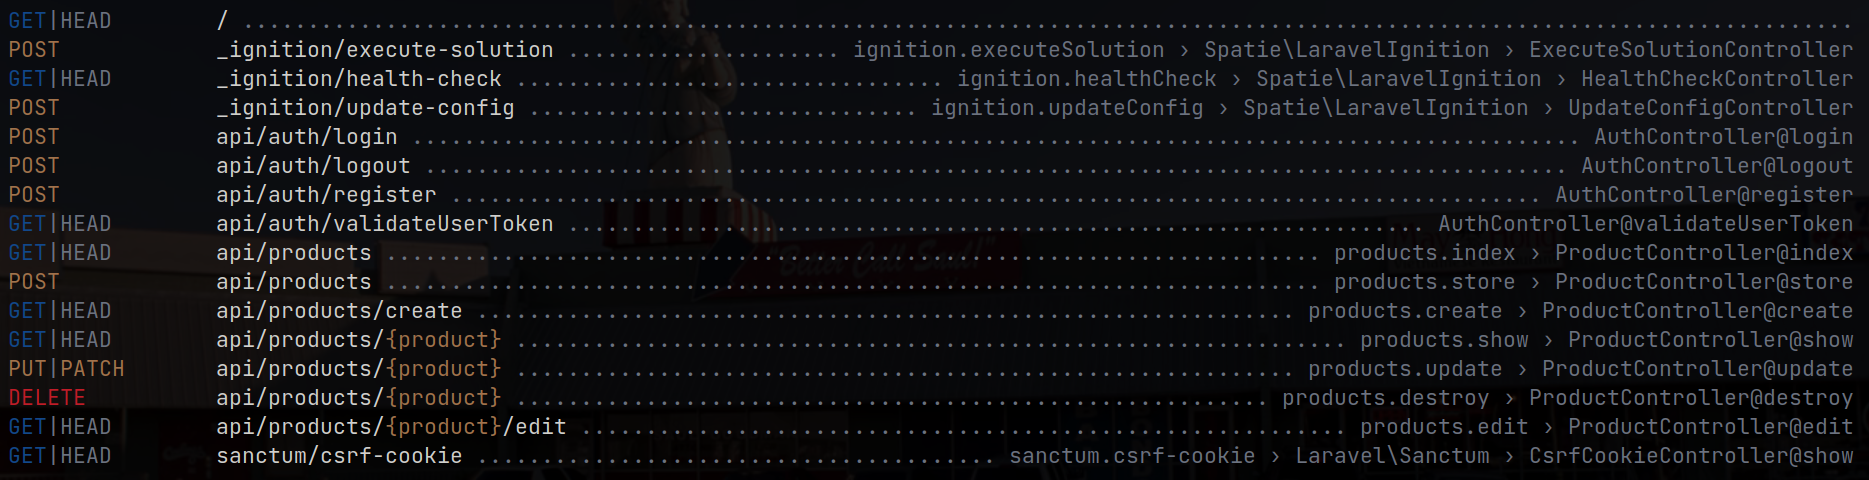 GET|HEAD / ........................................................................................................................
POST _ignition/execute-solution ..................... ignition.executeSolution › Spatie\LaravelIgnition › ExecuteSolutionController
GET|HEAD _ignition/health-check ................................. ignition.healthCheck › Spatie\LaravelIgnition › HealthCheckController
POST _ignition/update-config .............................. ignition.updateConfig › Spatie\LaravelIgnition › UpdateConfigController
POST api/auth/login .......................................................................................... AuthController@login
POST api/auth/logout ........................................................................................ AuthController@logout
POST api/auth/register .................................................................................... AuthController@register
GET|HEAD api/auth/validateUserToken .................................................................. AuthController@validateUserToken
GET|HEAD api/products ........................................................................ products.index › ProductController@index
POST api/products ........................................................................ products.store › ProductController@store
GET|HEAD api/products/create ............................................................... products.create › ProductController@create
GET|HEAD api/products/{product} ................................................................ products.show › ProductController@show
PUT|PATCH api/products/{product} ............................................................ products.update › ProductController@update
DELETE api/products/{product} .......................................................... products.destroy › ProductController@destroy
GET|HEAD api/products/{product}/edit ........................................................... products.edit › ProductController@edit
GET|HEAD sanctum/csrf-cookie ........................................ sanctum.csrf-cookie › Laravel\Sanctum › CsrfCookieController@show
"Better Call Saul!"